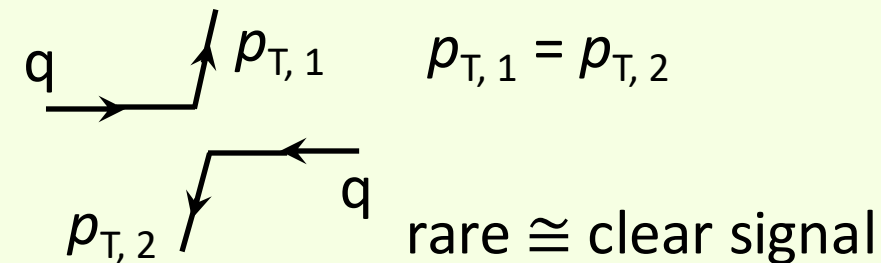 q
p_T, 1
p_T, 1 = p_T, 2
q
p_T, 2
rare ≅ clear signal